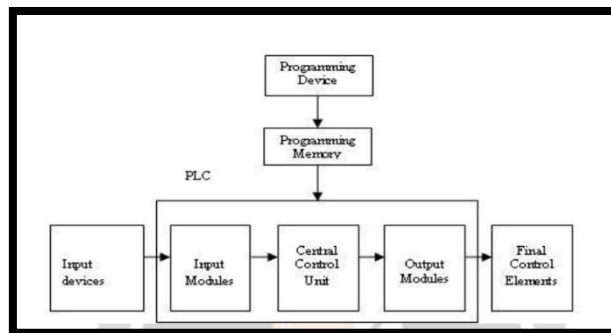 Programming
Device
Programming
Memory
PLC
Input
devices
Input
Modules
Central
Control
Unit
Output
Modules
Final
Control
Elements